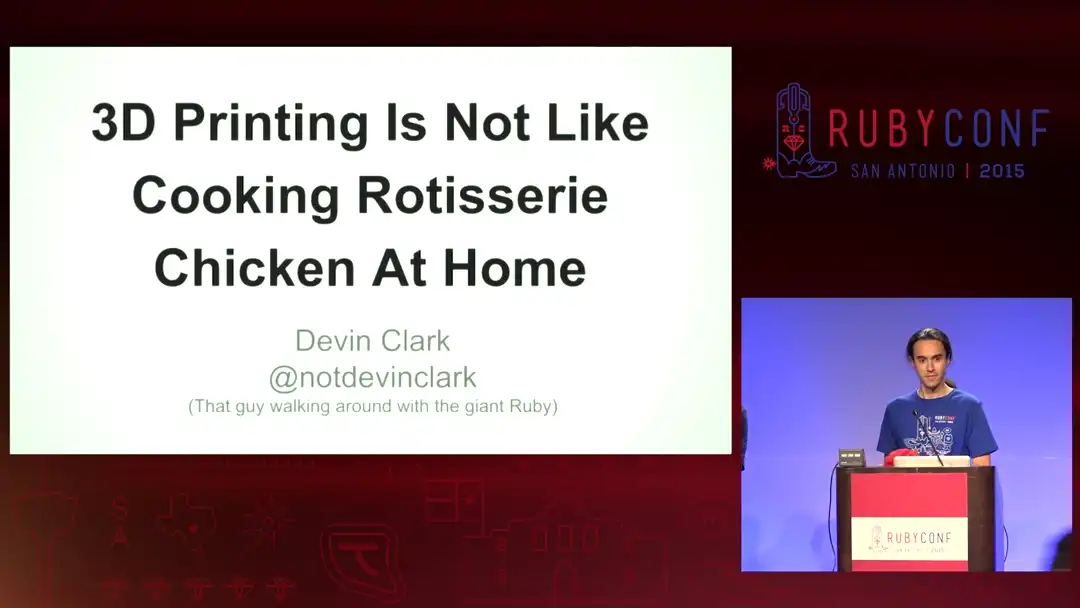 3D Printing Is Not Like
Cooking Rotisserie
Chicken At Home
Devin Clark
@notdevinclark
(That guy walking around with the giant Ruby)
RUBYCONF
SAN ANTONIO | 2015
RUBYCONF
RUBYCONF